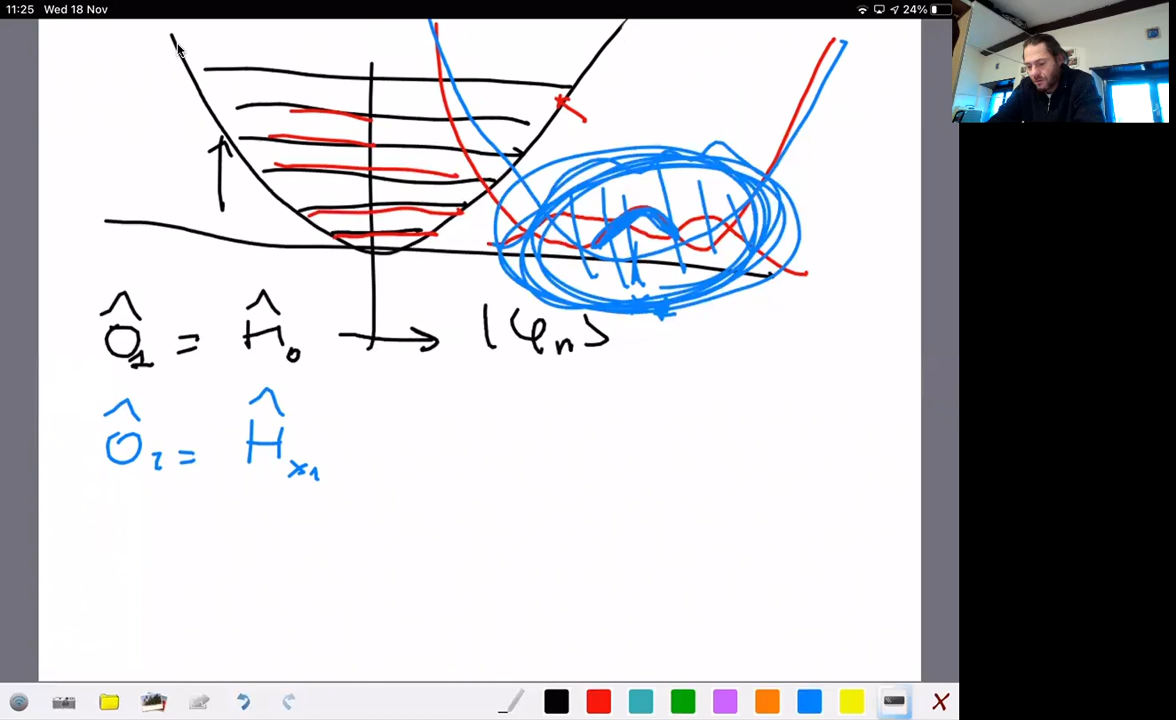 11:25 Wed 18 Nov 24%
Ô₁ = Ĥ₀ → |φₙ>
Ô₂ = Ĥₓ₁